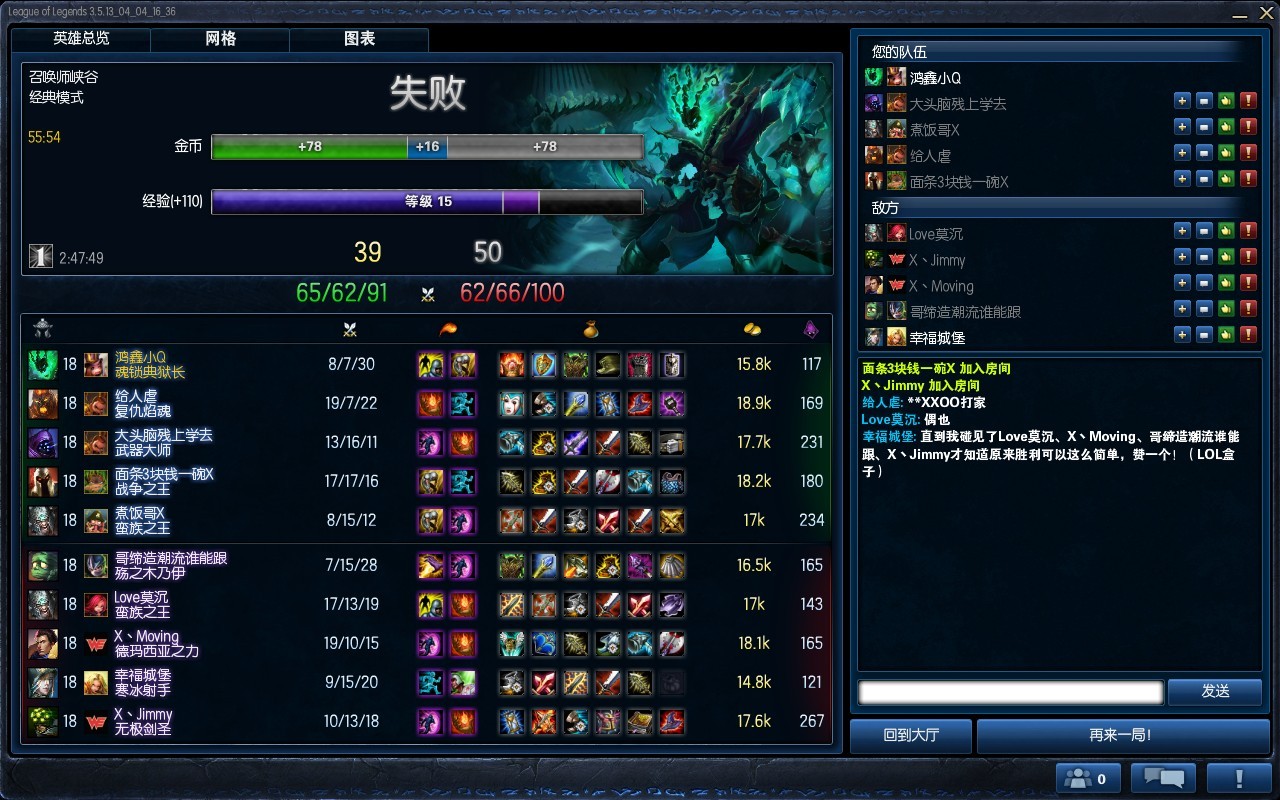 League of Legends 3.5.13_04_04_16_36
英雄总览 网格 图表
召唤师峡谷
经典模式
失败
55:54
金币 +78 +16 +78
经验(+110) 等级 15
1 2:47:49
39 50
65/62/91 62/66/100
18 鸿鑫小Q 8/7/30 15.8k 117
魂锁典狱长
18 给人虐 19/7/22 18.9k 169
复仇焰魂
18 大头脑残上学去 13/16/11 17.7k 231
武器大师
18 面条3块钱一碗X 17/17/16 18.2k 180
战争之王
18 煮饭哥X 8/15/12 17k 234
蛮族之王
18 哥缔造潮流谁能跟 7/15/28 16.5k 165
殇之木乃伊
18 Love莫沉 17/13/19 17k 143
蛮族之王
18 X丶Moving 19/10/15 18.1k 165
德玛西亚之力
18 幸福城堡 9/15/20 14.8k 121
寒冰射手
18 X丶Jimmy 10/13/18 17.6k 267
无极剑圣
您的队伍
鸿鑫小Q
大头脑残上学去
煮饭哥X
给人虐
面条3块钱一碗X
敌方
Love莫沉
X丶Jimmy
X丶Moving
哥缔造潮流谁能跟
幸福城堡
面条3块钱一碗X 加入房间
X丶Jimmy 加入房间
给人虐: **XXOO打家
Love莫沉: 偶也
幸福城堡: 直到我碰见了Love莫沉、X丶Moving、哥缔造潮流谁能
跟、X丶Jimmy才知道原来胜利可以这么简单，赞一个！（LOL盒
子）
发送
回到大厅 再来一局!
0